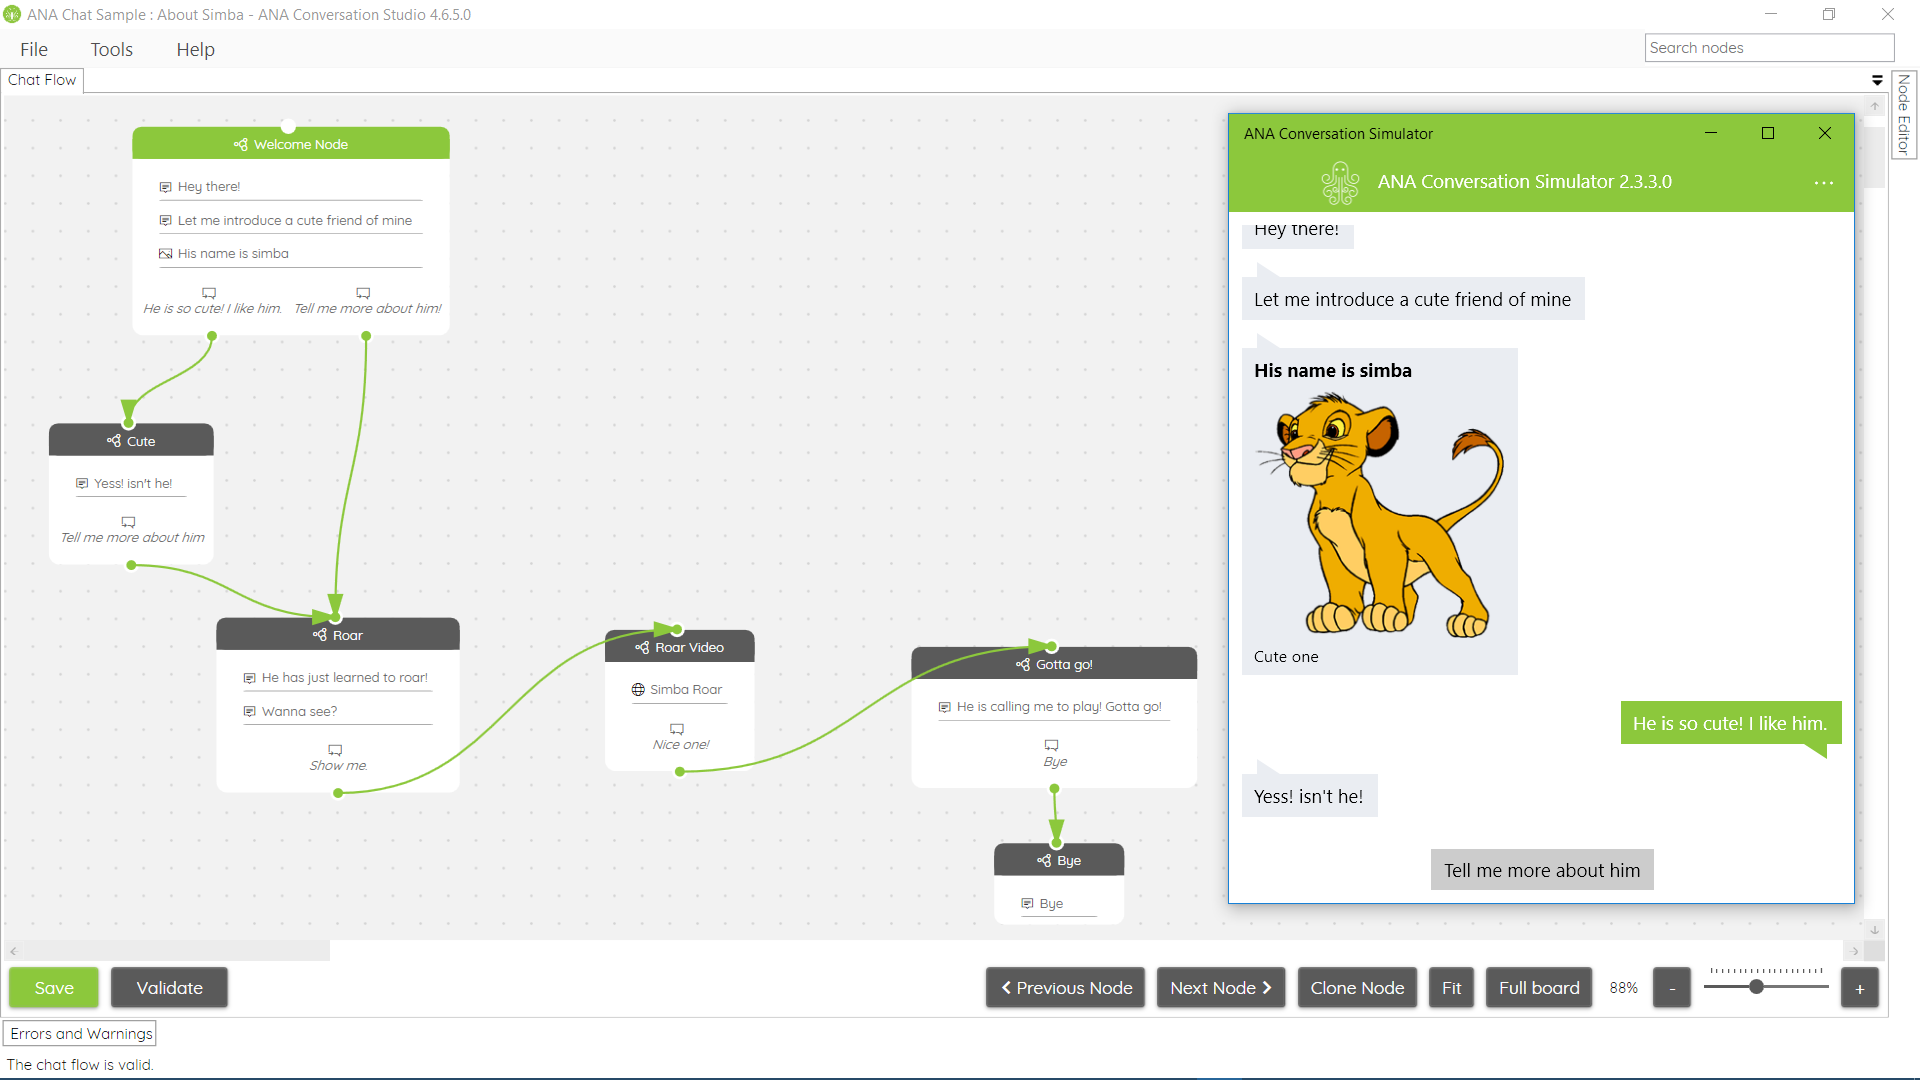 ANA Chat Sample : About Simba - ANA Conversation Studio 4.6.5.0
File Tools Help
Search nodes
Chat Flow
Node Editor
Welcome Node
Hey there!
Let me introduce a cute friend of mine
His name is simba
He is so cute! I like him. Tell me more about him!
Cute
Yess! isn't he!
Tell me more about him
Roar
He has just learned to roar!
Wanna see?
Show me.
Roar Video
Simba Roar
Nice one!
Gotta go!
He is calling me to play! Gotta go!
Bye
Bye
Bye
ANA Conversation Simulator
ANA Conversation Simulator 2.3.3.0
...
Hey there!
Let me introduce a cute friend of mine
His name is simba
Cute one
He is so cute! I like him.
Yess! isn't he!
Tell me more about him
Save Validate Previous Node Next Node Clone Node Fit Full board 88% - +
Errors and Warnings
The chat flow is valid.